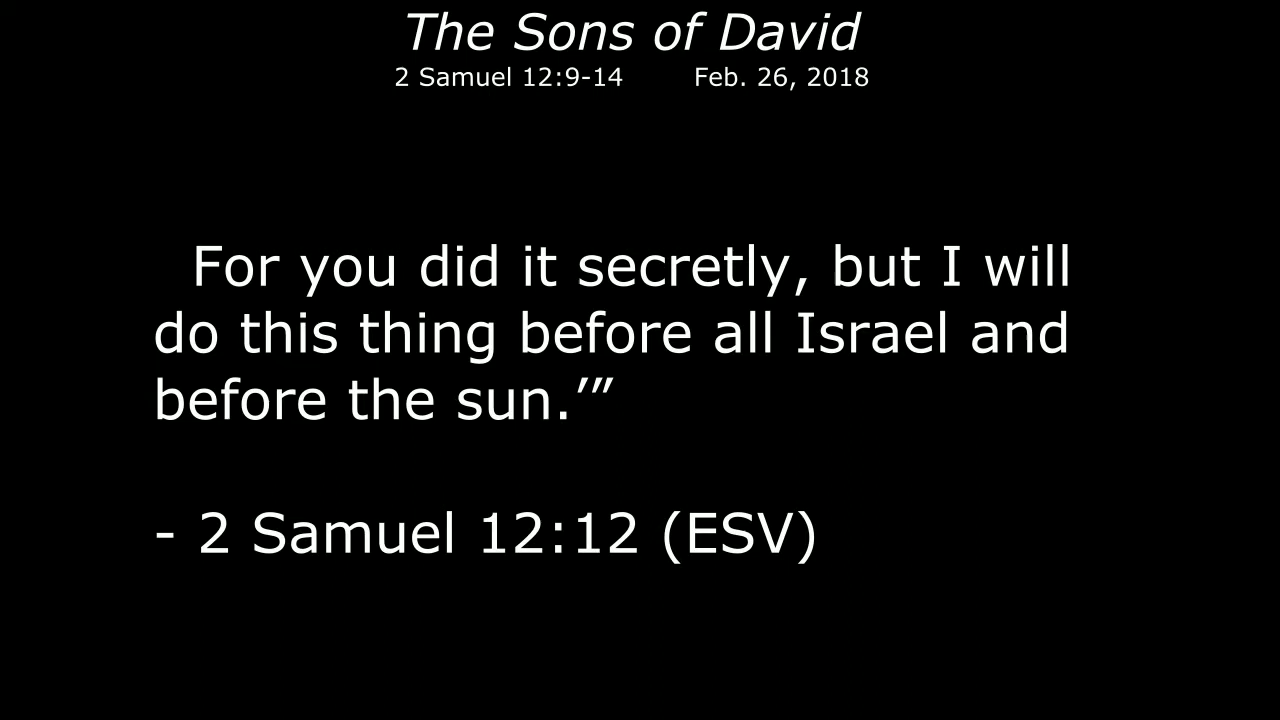 The Sons of David
2 Samuel 12:9-14 Feb. 26, 2018
For you did it secretly, but I will
do this thing before all Israel and
before the sun.’”
- 2 Samuel 12:12 (ESV)